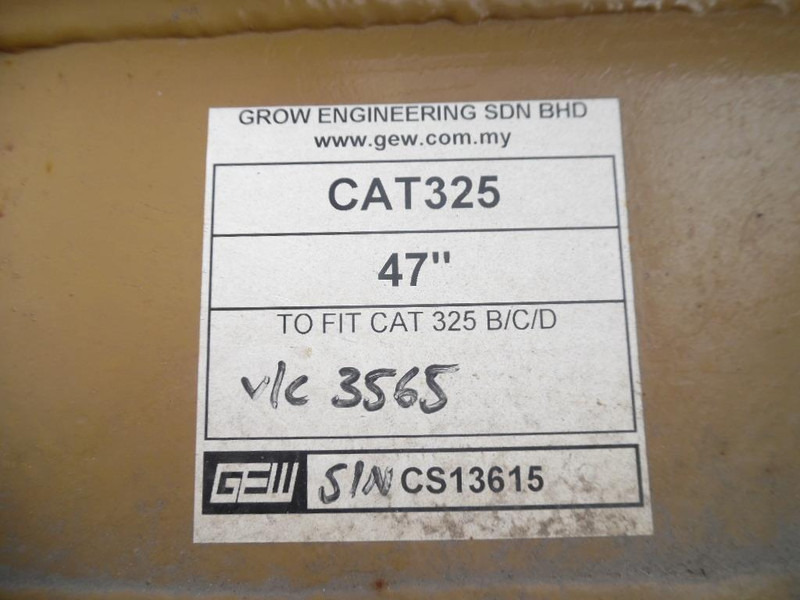 GROW ENGINEERING SDN BHD
www.gew.com.my
CAT325
47"
TO FIT CAT 325 B/C/D
v/c 3565
GEW S/N CS13615